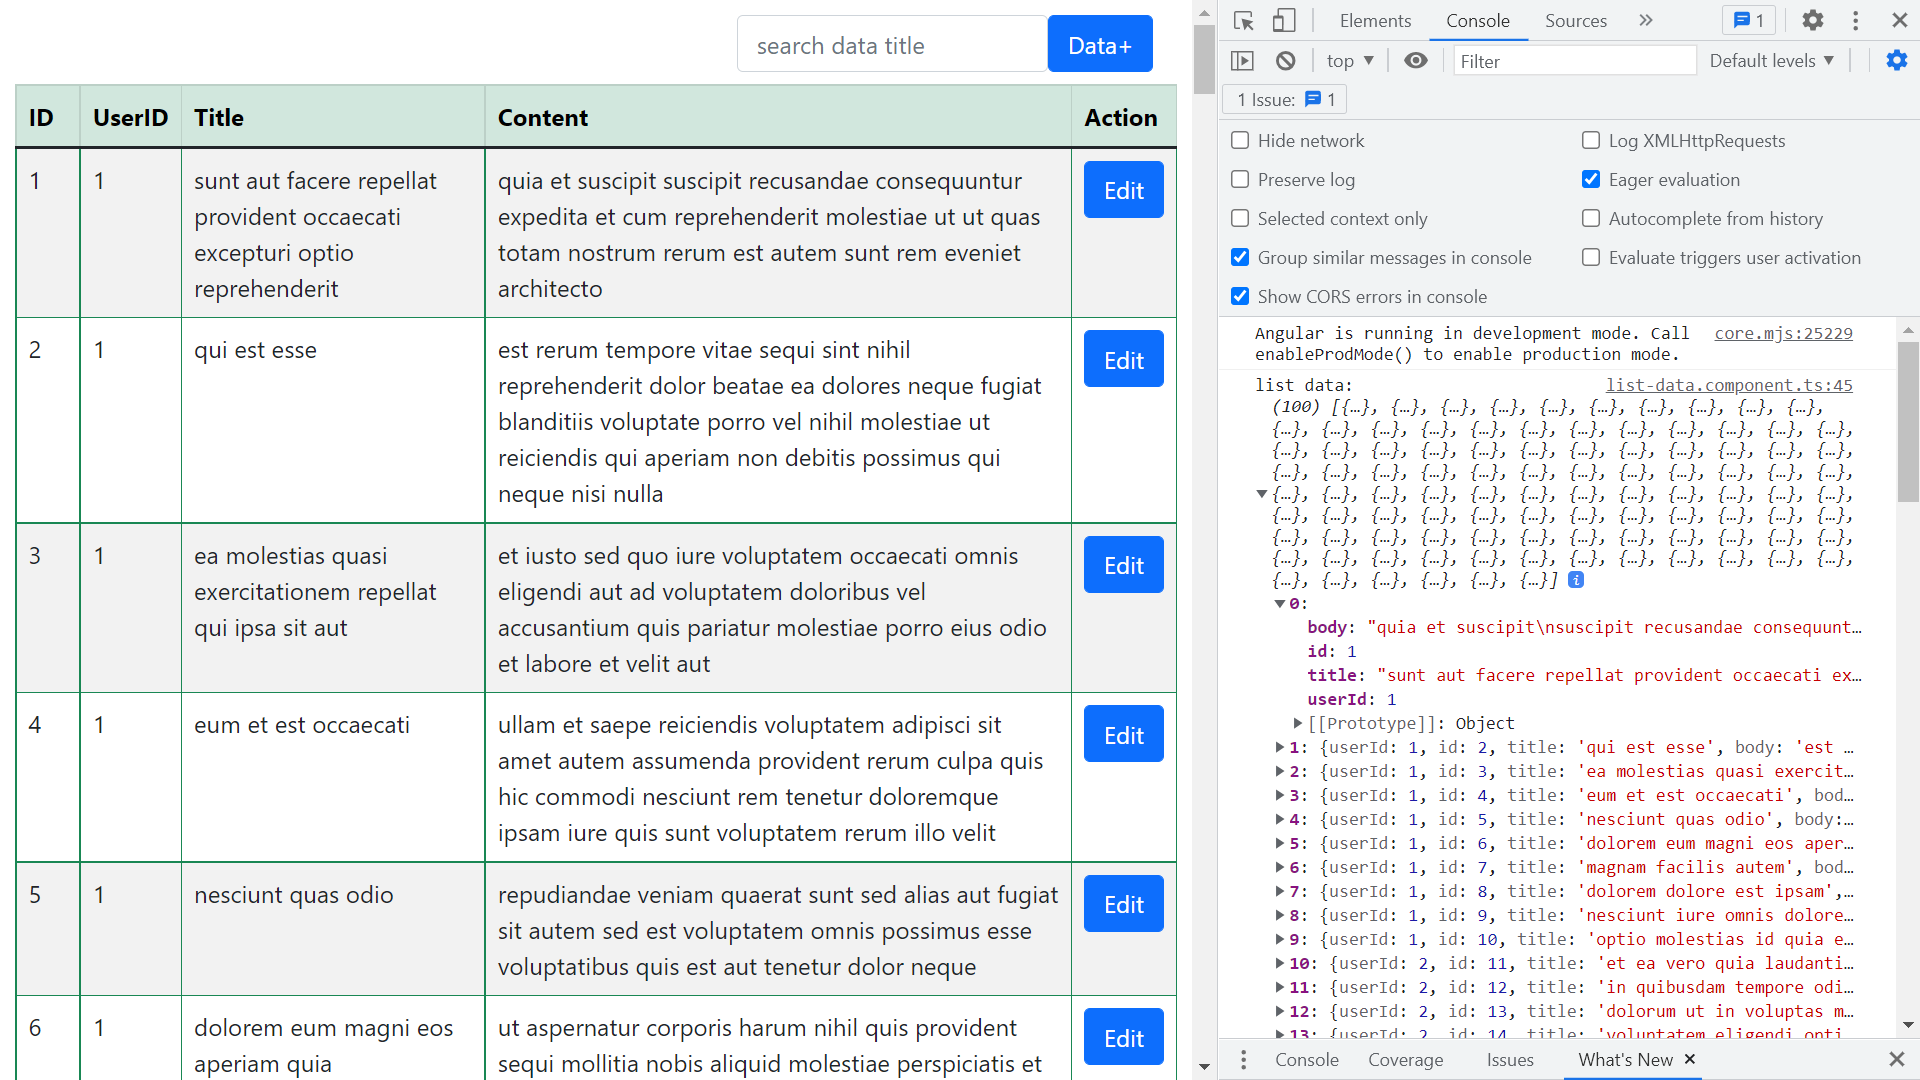 Data+
search data title
ID UserID Title Content Action
1 1 sunt aut facere repellat quia et suscipit suscipit recusandae consequuntur Edit
provident occaecati expedita et cum reprehenderit molestiae ut ut quas
excepturi optio totam nostrum rerum est autem sunt rem eveniet
reprehenderit architecto
2 1 qui est esse est rerum tempore vitae sequi sint nihil Edit
reprehenderit dolor beatae ea dolores neque fugiat
blanditiis voluptate porro vel nihil molestiae ut
reiciendis qui aperiam non debitis possimus qui
neque nisi nulla
3 1 ea molestias quasi et iusto sed quo iure voluptatem occaecati omnis Edit
exercitationem repellat eligendi aut ad voluptatem doloribus vel
qui ipsa sit aut accusantium quis pariatur molestiae porro eius odio
et labore et velit aut
4 1 eum et est occaecati ullam et saepe reiciendis voluptatem adipisci sit Edit
amet autem assumenda provident rerum culpa quis
hic commodi nesciunt rem tenetur doloremque
ipsam iure quis sunt voluptatem rerum illo velit
5 1 nesciunt quas odio repudiandae veniam quaerat sunt sed alias aut fugiat Edit
sit autem sed est voluptatem omnis possimus esse
voluptatibus quis est aut tenetur dolor neque
6 1 dolorem eum magni eos ut aspernatur corporis harum nihil quis provident Edit
aperiam quia sequi mollitia nobis aliquid molestiae perspiciatis et
Elements Console Sources 1
top Filter Default levels
1 Issue: 1
Hide network Log XMLHttpRequests
Preserve log Eager evaluation
Selected context only Autocomplete from history
Group similar messages in console Evaluate triggers user activation
Show CORS errors in console
Angular is running in development mode. Call core.mjs:25229
enableProdMode() to enable production mode.
list data: list-data.component.ts:45
(100) [{…}, {…}, {…}, {…}, {…}, {…}, {…}, {…}, {…}, {…},
{…}, {…}, {…}, {…}, {…}, {…}, {…}, {…}, {…}, {…}, {…}, {…},
{…}, {…}, {…}, {…}, {…}, {…}, {…}, {…}, {…}, {…}, {…}, {…},
{…}, {…}, {…}, {…}, {…}, {…}, {…}, {…}, {…}, {…}, {…}, {…},
{…}, {…}, {…}, {…}, {…}, {…}, {…}, {…}, {…}, {…}, {…}, {…},
{…}, {…}, {…}, {…}, {…}, {…}, {…}, {…}, {…}, {…}, {…}, {…},
{…}, {…}, {…}, {…}, {…}, {…}, {…}, {…}, {…}, {…}, {…}, {…},
{…}, {…}, {…}, {…}, {…}, {…}, {…}, {…}, {…}, {…}, {…}, {…},
{…}, {…}, {…}, {…}, {…}, {…}] i
0:
body: "quia et suscipit\nsuscipit recusandae consequunt…
id: 1
title: "sunt aut facere repellat provident occaecati ex…
userId: 1
[[Prototype]]: Object
1: {userId: 1, id: 2, title: 'qui est esse', body: 'est …
2: {userId: 1, id: 3, title: 'ea molestias quasi exercit…
3: {userId: 1, id: 4, title: 'eum et est occaecati', bod…
4: {userId: 1, id: 5, title: 'nesciunt quas odio', body:…
5: {userId: 1, id: 6, title: 'dolorem eum magni eos aper…
6: {userId: 1, id: 7, title: 'magnam facilis autem', bod…
7: {userId: 1, id: 8, title: 'dolorem dolore est ipsam',…
8: {userId: 1, id: 9, title: 'nesciunt iure omnis dolore…
9: {userId: 1, id: 10, title: 'optio molestias id quia e…
10: {userId: 2, id: 11, title: 'et ea vero quia laudanti…
11: {userId: 2, id: 12, title: 'in quibusdam tempore odi…
12: {userId: 2, id: 13, title: 'dolorum ut in voluptas m…
13: {userId: 2, id: 14, title: 'voluptatem eligendi opti…
Console Coverage Issues What's New